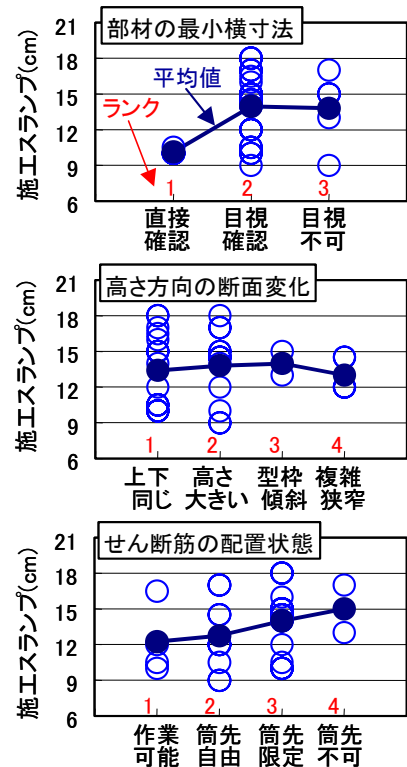 部材の最小横寸法
施工スランプ(cm)
21
18
15
12
9
6
平均値
ランク
1
2
3
直接
確認
目視
確認
目視
不可
高さ方向の断面変化
施工スランプ(cm)
21
18
15
12
9
6
1
2
3
4
上下
同じ
高さ
大きい
型枠
傾斜
複雑
狭窄
せん断筋の配置状態
施工スランプ(cm)
21
18
15
12
9
6
1
2
3
4
作業
可能
筒先
自由
筒先
限定
筒先
不可